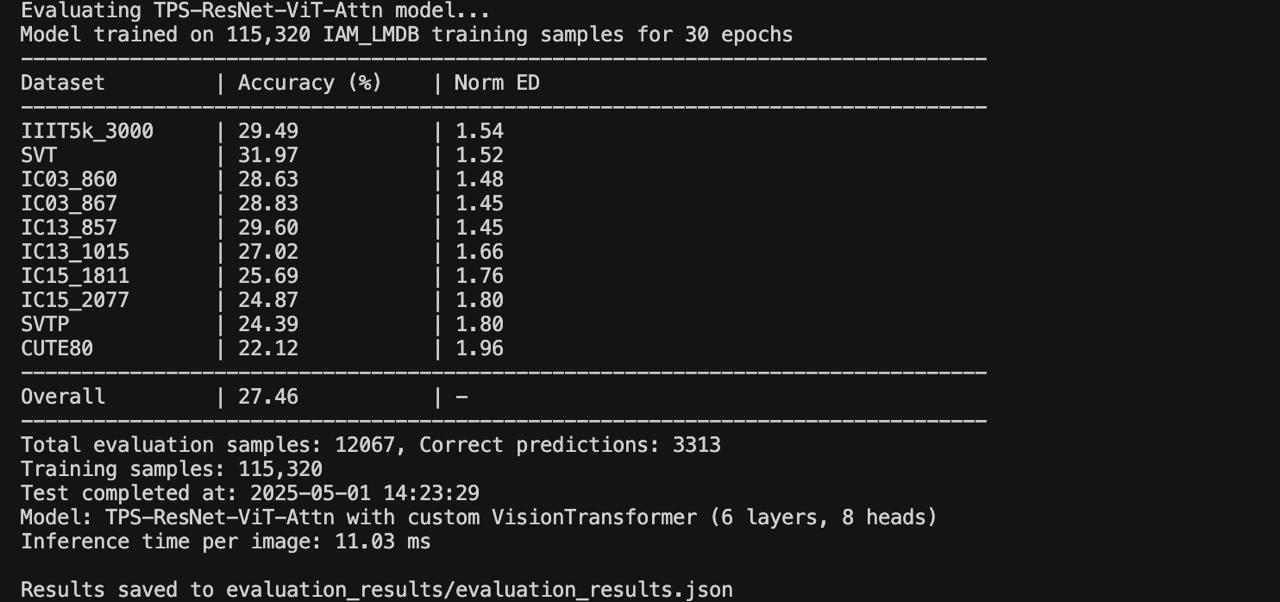 Evaluating TPS-ResNet-ViT-Attn model...
Model trained on 115,320 IAM_LMDB training samples for 30 epochs
--------------------------------------------------------------------------------
Dataset         | Accuracy (%)    | Norm ED
--------------------------------------------------------------------------------
IIIT5k_3000     | 29.49           | 1.54
SVT             | 31.97           | 1.52
IC03_860        | 28.63           | 1.48
IC03_867        | 28.83           | 1.45
IC13_857        | 29.60           | 1.45
IC13_1015       | 27.02           | 1.66
IC15_1811       | 25.69           | 1.76
IC15_2077       | 24.87           | 1.80
SVTP            | 24.39           | 1.80
CUTE80          | 22.12           | 1.96
--------------------------------------------------------------------------------
Overall         | 27.46           | -
--------------------------------------------------------------------------------
Total evaluation samples: 12067, Correct predictions: 3313
Training samples: 115,320
Test completed at: 2025-05-01 14:23:29
Model: TPS-ResNet-ViT-Attn with custom VisionTransformer (6 layers, 8 heads)
Inference time per image: 11.03 ms
Results saved to evaluation_results/evaluation_results.json